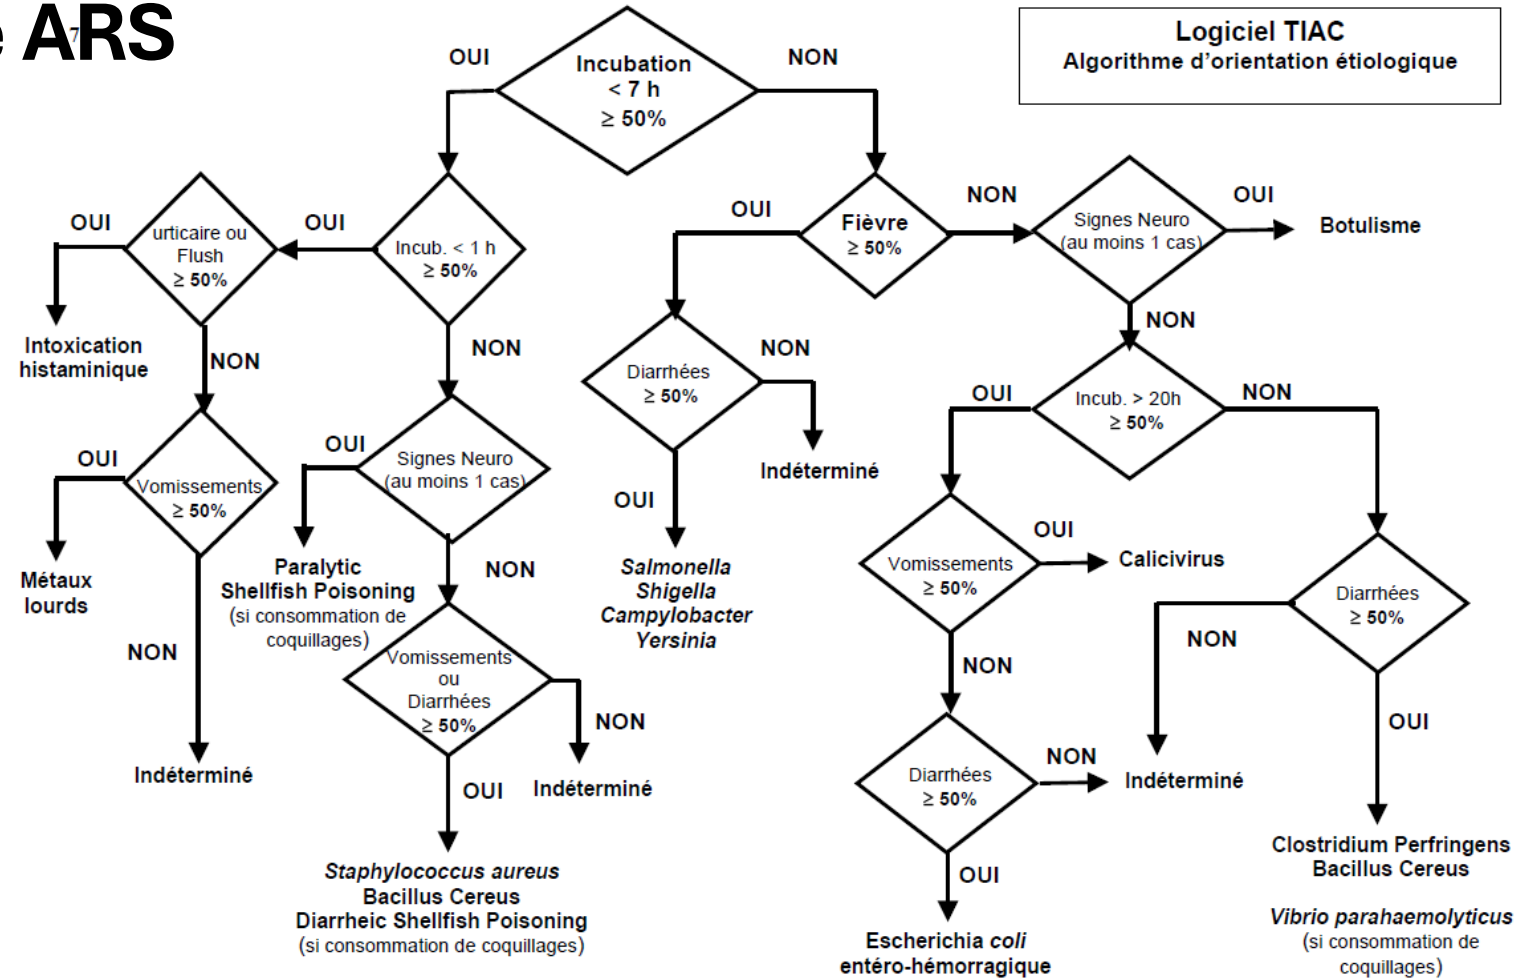 e ARS
7
Logiciel TIAC
Algorithme d'orientation étiologique
Incubation
< 7 h
≥ 50%
OUI
NON
Incub. < 1 h
≥ 50%
OUI
NON
urticaire ou
Flush
≥ 50%
OUI
NON
Intoxication
histaminique
Vomissements
≥ 50%
OUI
NON
Métaux
lourds
Indéterminé
Signes Neuro
(au moins 1 cas)
OUI
NON
Paralytic
Shellfish Poisoning
(si consommation de
coquillages)
Vomissements
ou
Diarrhées
≥ 50%
NON
OUI
Indéterminé
Staphylococcus aureus
Bacillus Cereus
Diarrheic Shellfish Poisoning
(si consommation de coquillages)
Fièvre
≥ 50%
OUI
NON
Diarrhées
≥ 50%
NON
OUI
Indéterminé
Salmonella
Shigella
Campylobacter
Yersinia
Signes Neuro
(au moins 1 cas)
OUI
NON
Botulisme
Incub. > 20h
≥ 50%
OUI
NON
Vomissements
≥ 50%
OUI
NON
Calicivirus
Diarrhées
≥ 50%
NON
OUI
Indéterminé
Escherichia coli
entéro-hémorragique
Diarrhées
≥ 50%
NON
OUI
Clostridium Perfringens
Bacillus Cereus
Vibrio parahaemolyticus
(si consommation de
coquillages)